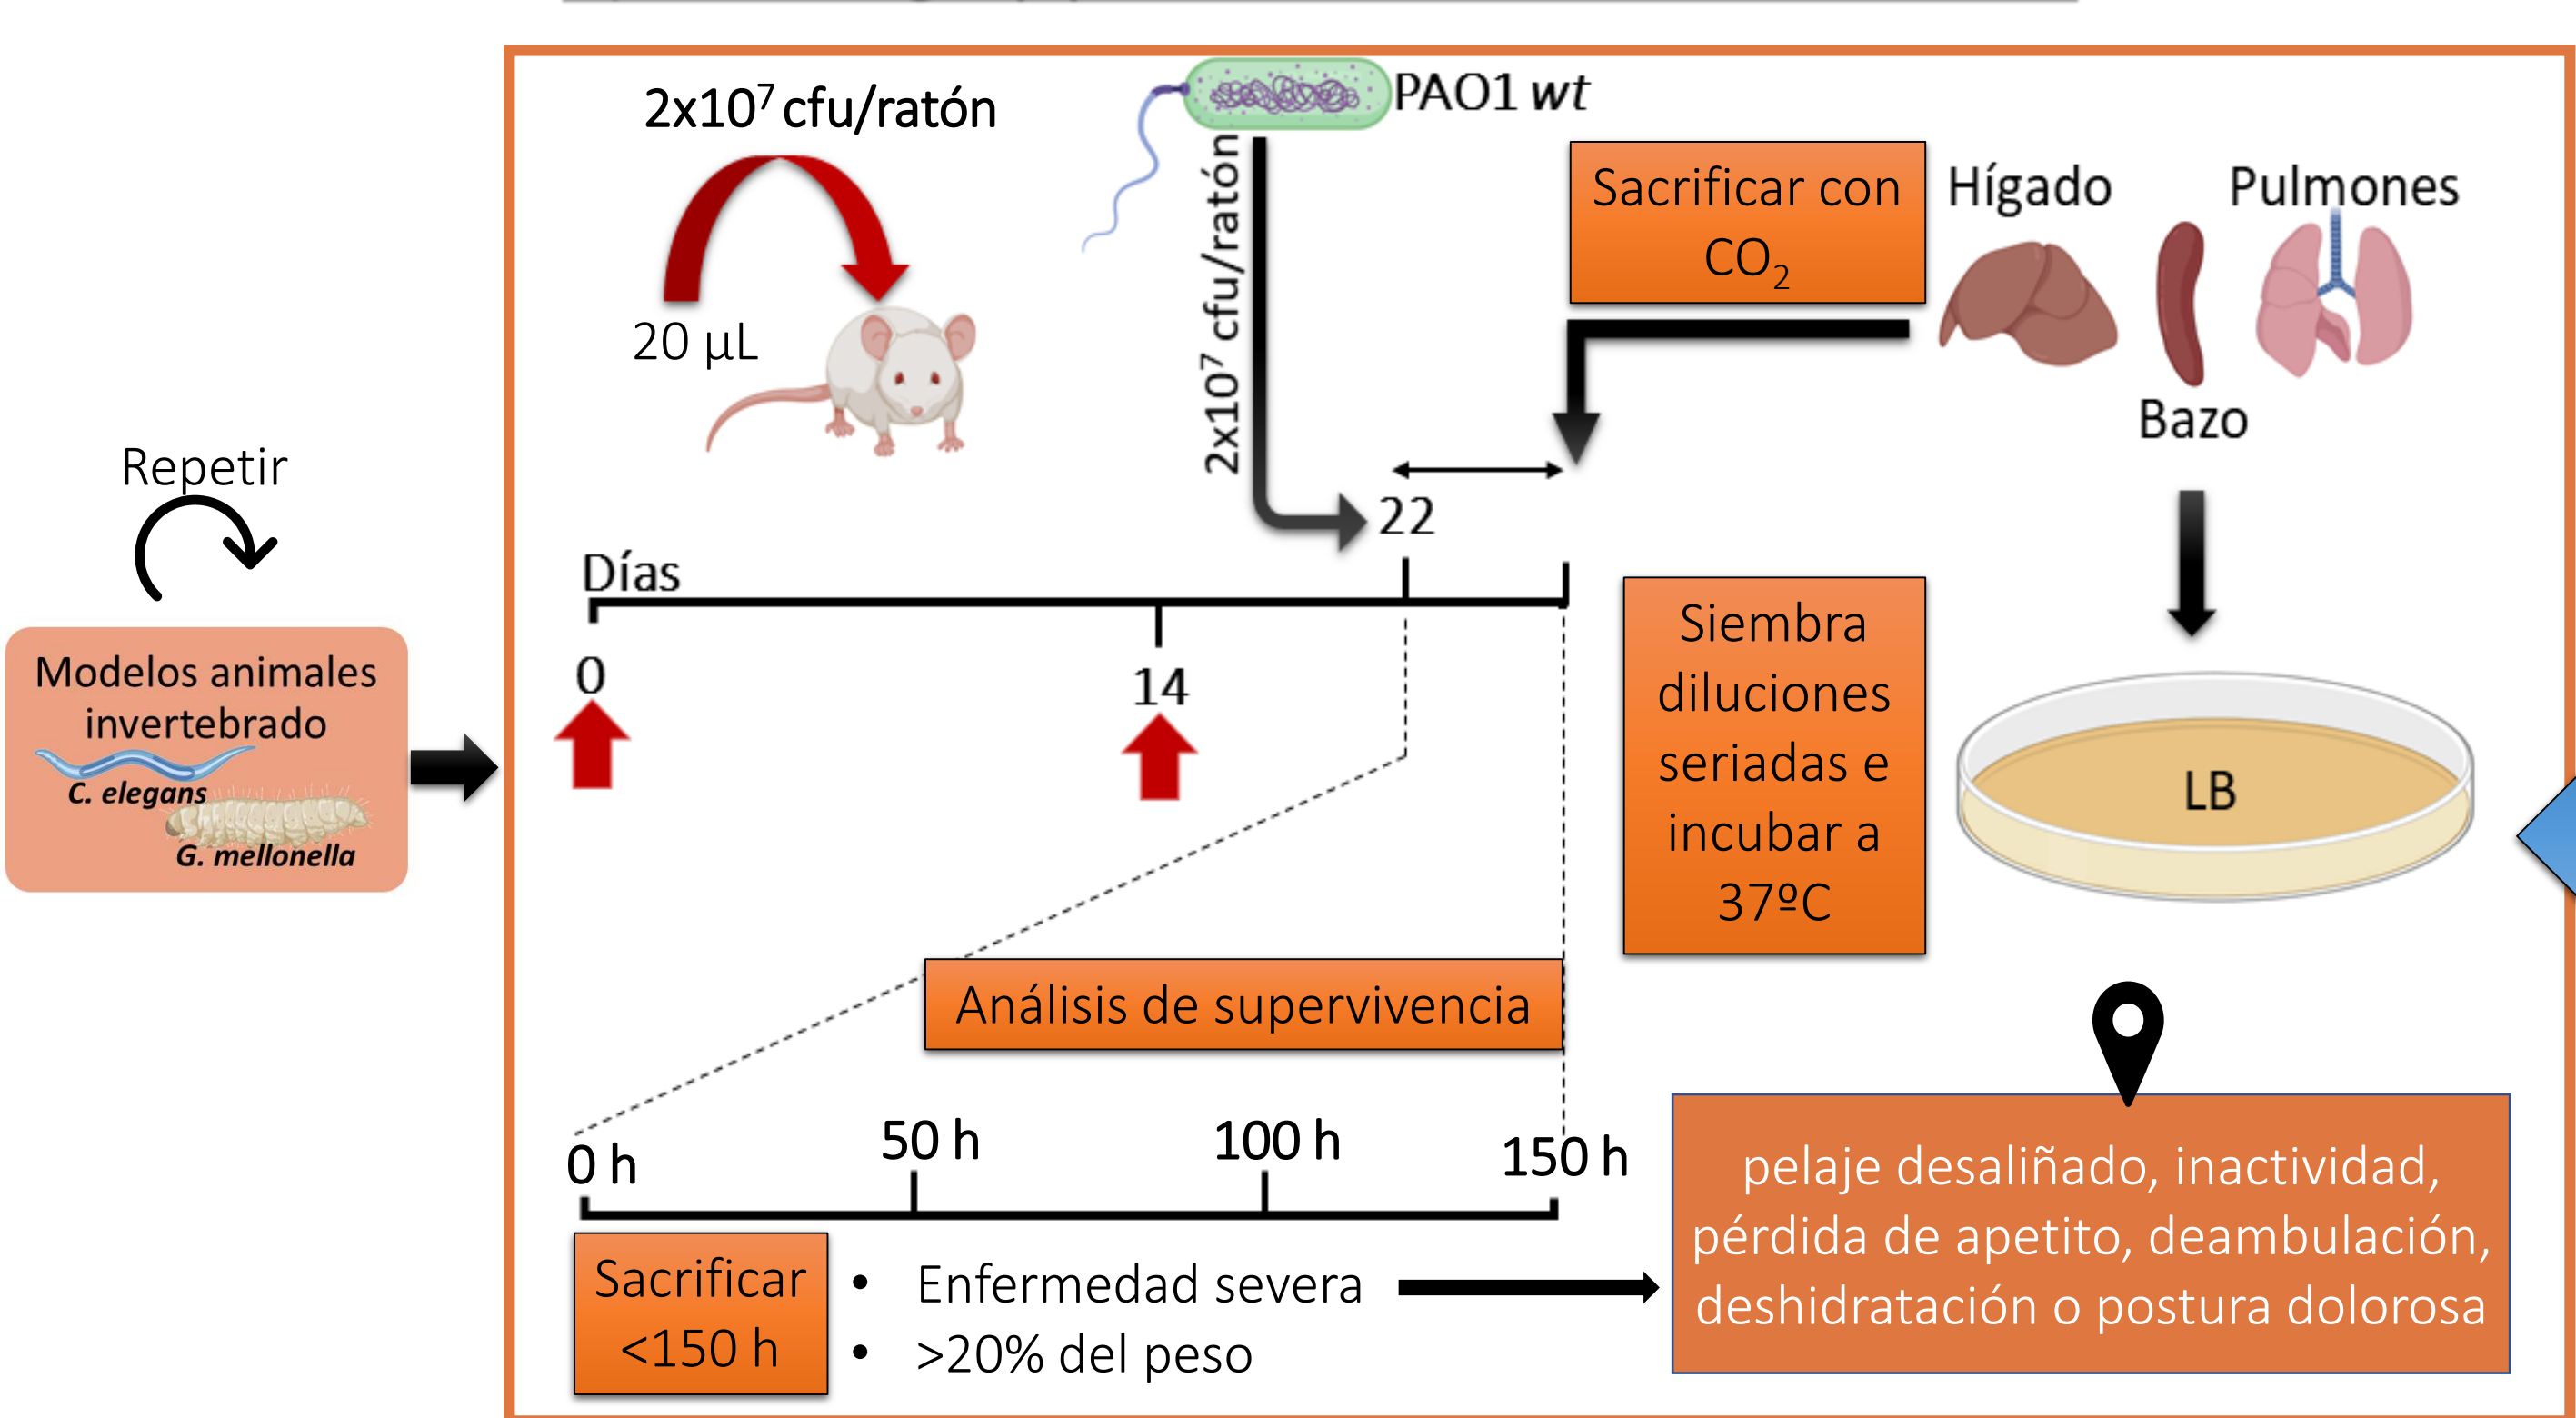 Repetir
Modelos animales
invertebrado
C. elegans
G. mellonella
2x10⁷ cfu/ratón
20 µL
PAO1 wt
2x10⁷ cfu/ratón
Sacrificar con
CO₂
Hígado
Pulmones
Bazo
Días
22
0
14
Siembra
diluciones
seriadas e
incubar a
37ºC
LB
Análisis de supervivencia
0 h
50 h
100 h
150 h
Sacrificar
<150 h
• Enfermedad severa
• >20% del peso
pelaje desaliñado, inactividad,
pérdida de apetito, deambulación,
deshidratación o postura dolorosa